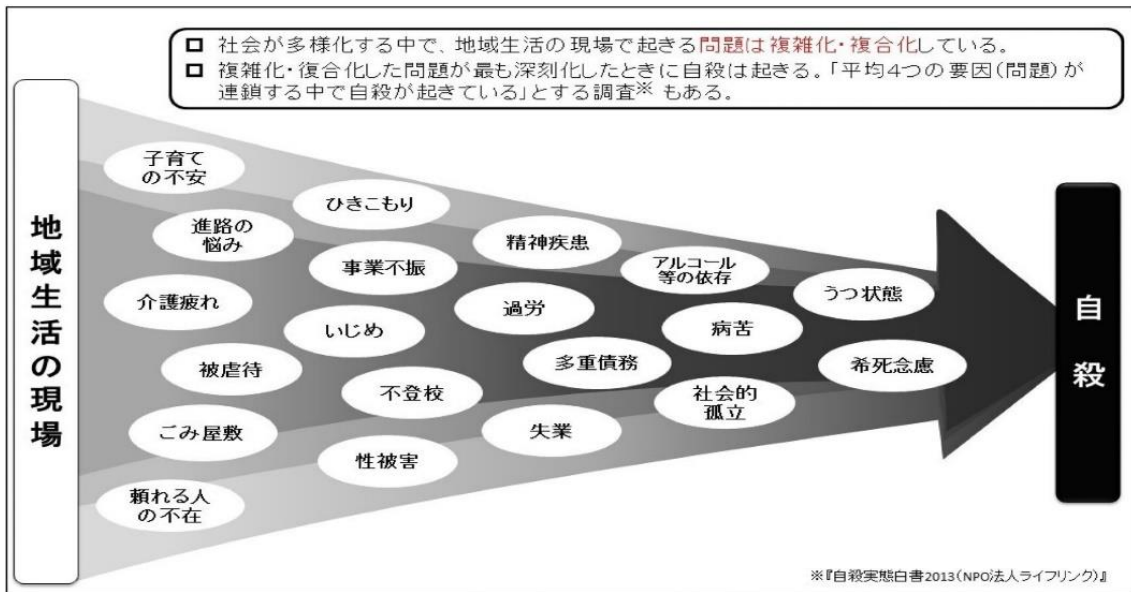 □ 社会が多様化する中で、地域生活の現場で起きる問題は複雑化・複合化している。
□ 複雑化・復合化した問題が最も深刻化したときに自殺は起きる。「平均4つの要因(問題)が
連鎖する中で自殺が起きている」とする調査※ もある。
地域生活の現場
子育て
の不安
進路の
悩み
介護疲れ
被虐待
ごみ屋敷
頼れる人
の不在
ひきこもり
事業不振
いじめ
不登校
性被害
精神疾患
過労
多重債務
失業
アルコール
等の依存
病苦
社会的
孤立
うつ状態
希死念慮
自殺
※『自殺実態白書2013(NPO法人ライフリンク)』